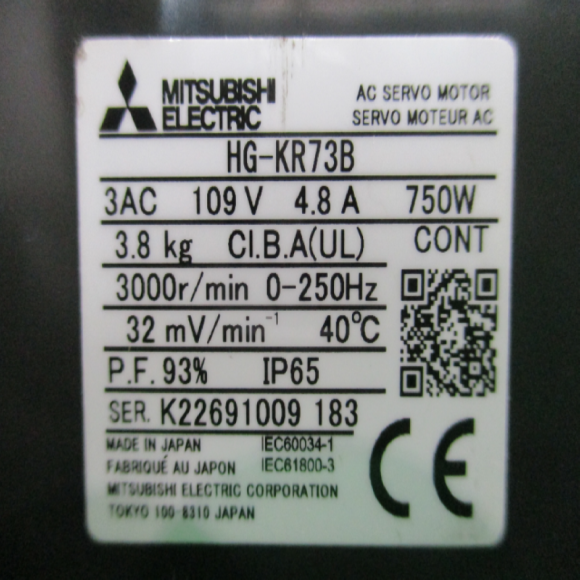 MITSUBISHI ELECTRIC
AC SERVO MOTOR
SERVO MOTEUR AC
HG-KR73B
3AC 109 V 4.8 A 750W
3.8 kg Cl.B.A(UL) CONT
3000r/min 0-250Hz
32 mV/min⁻¹ 40℃
P.F. 93% IP65
SER. K22691009 183
MADE IN JAPAN IEC60034-1
FABRIQUÉ AU JAPON IEC61800-3
MITSUBISHI ELECTRIC CORPORATION
TOKYO 100-8310 JAPAN
CE